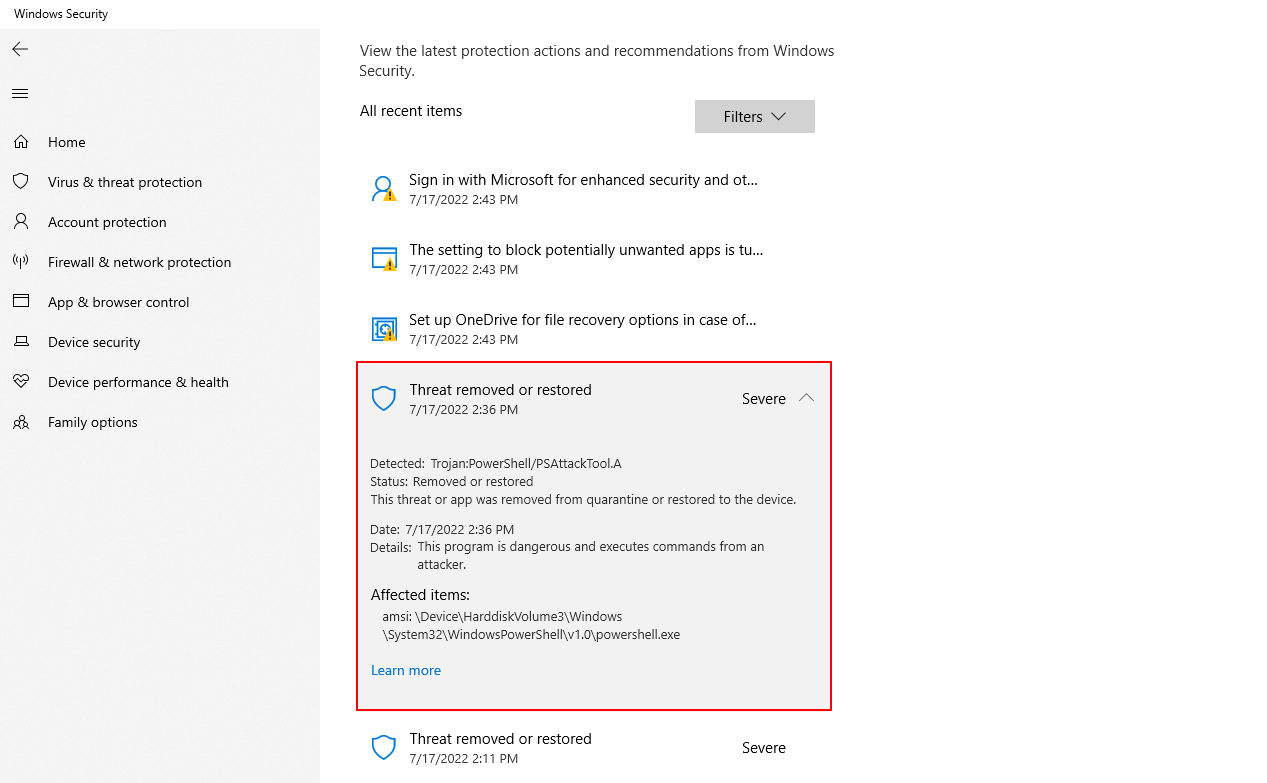 Windows Security
Home
Virus & threat protection
Account protection
Firewall & network protection
App & browser control
Device security
Device performance & health
Family options
View the latest protection actions and recommendations from Windows
Security.
All recent items
Filters
Sign in with Microsoft for enhanced security and ot...
7/17/2022 2:43 PM
The setting to block potentially unwanted apps is tu...
7/17/2022 2:43 PM
Set up OneDrive for file recovery options in case of...
7/17/2022 2:43 PM
Threat removed or restored
7/17/2022 2:36 PM
Severe
Detected: Trojan:PowerShell/PSAttackTool.A
Status: Removed or restored
This threat or app was removed from quarantine or restored to the device.
Date: 7/17/2022 2:36 PM
Details: This program is dangerous and executes commands from an
attacker.
Affected items:
amsi: \Device\HarddiskVolume3\Windows
\System32\WindowsPowerShell\v1.0\powershell.exe
Learn more
Threat removed or restored
7/17/2022 2:11 PM
Severe